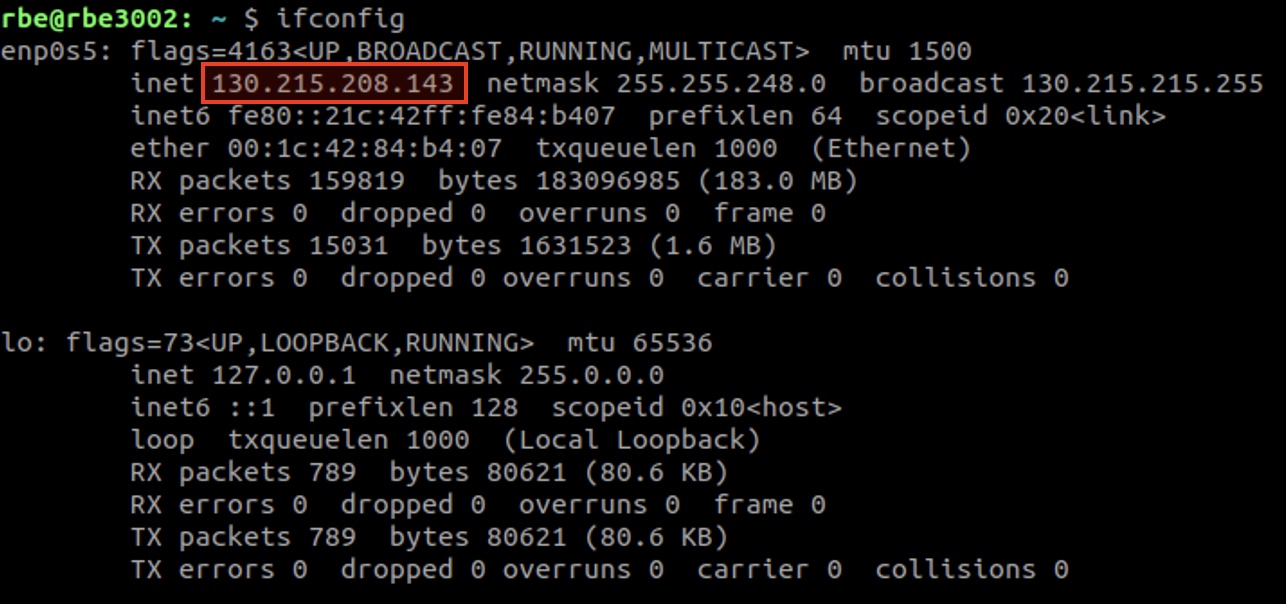 rbe@rbe3002: ~ $ ifconfig
enp0s5: flags=4163<UP,BROADCAST,RUNNING,MULTICAST>  mtu 1500
        inet 130.215.208.143  netmask 255.255.248.0  broadcast 130.215.215.255
        inet6 fe80::21c:42ff:fe84:b407  prefixlen 64  scopeid 0x20<link>
        ether 00:1c:42:84:b4:07  txqueuelen 1000  (Ethernet)
        RX packets 159819  bytes 183096985 (183.0 MB)
        RX errors 0  dropped 0  overruns 0  frame 0
        TX packets 15031  bytes 1631523 (1.6 MB)
        TX errors 0  dropped 0 overruns 0  carrier 0  collisions 0

lo: flags=73<UP,LOOPBACK,RUNNING>  mtu 65536
        inet 127.0.0.1  netmask 255.0.0.0
        inet6 ::1  prefixlen 128  scopeid 0x10<host>
        loop  txqueuelen 1000  (Local Loopback)
        RX packets 789  bytes 80621 (80.6 KB)
        RX errors 0  dropped 0  overruns 0  frame 0
        TX packets 789  bytes 80621 (80.6 KB)
        TX errors 0  dropped 0 overruns 0  carrier 0  collisions 0